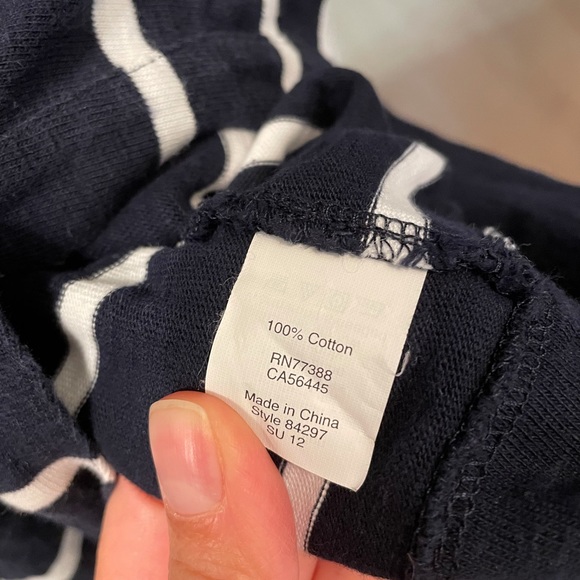 100% Cotton
RN77388
CA56445
Made in China
Style 84297
SU 12